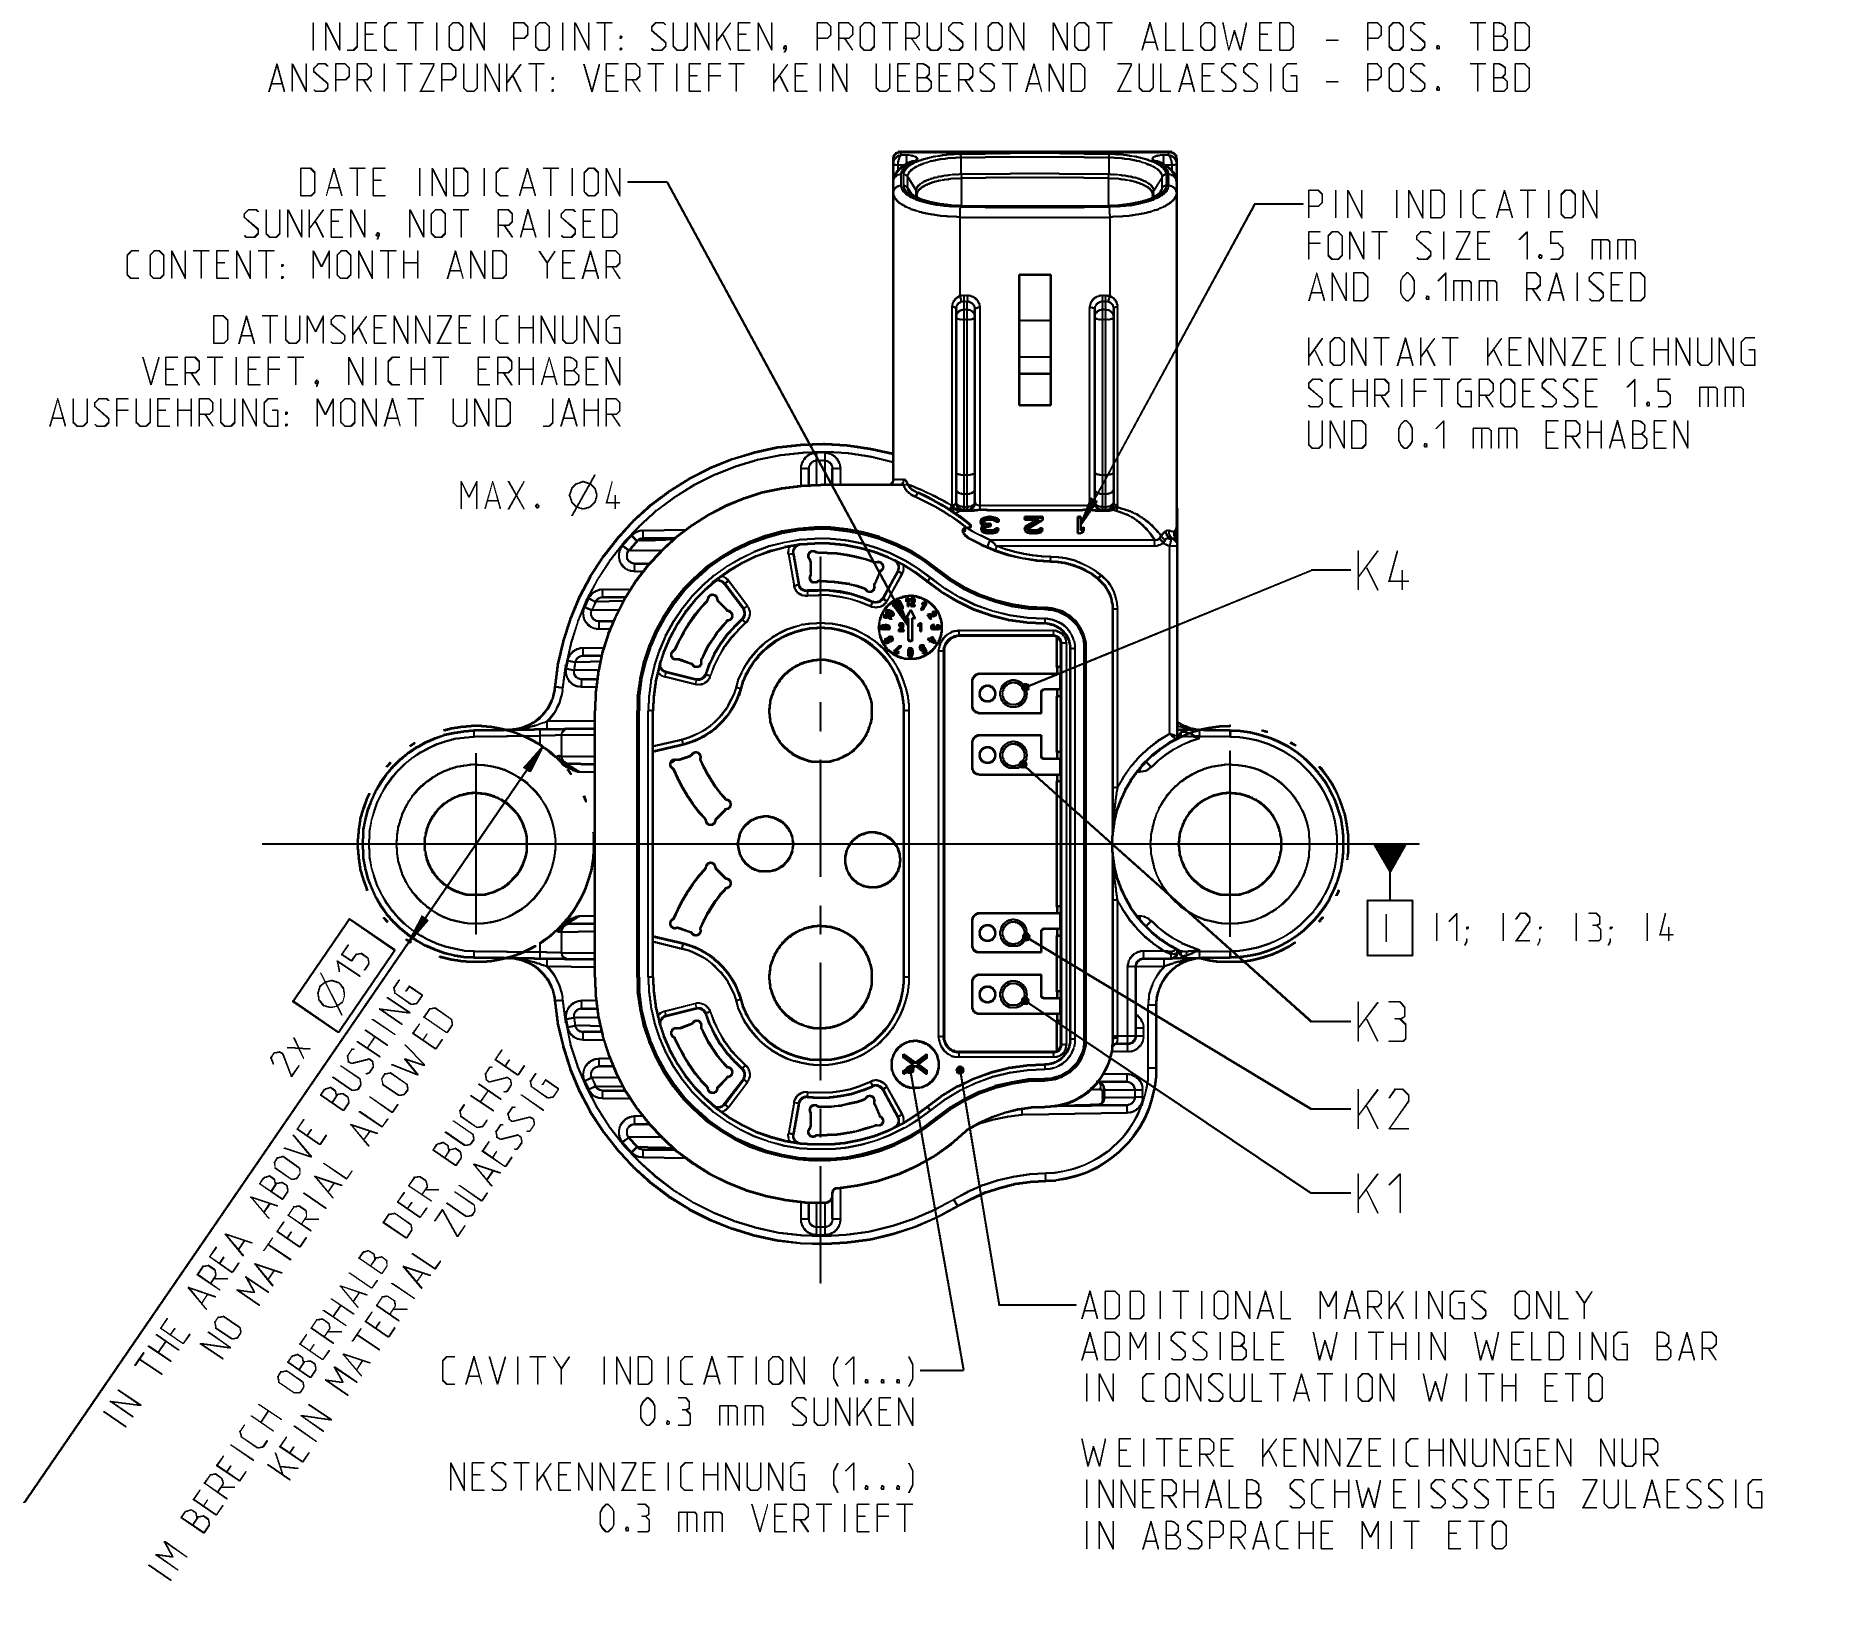 INJECTION POINT: SUNKEN, PROTRUSION NOT ALLOWED - POS. TBD
ANSPRITZPUNKT: VERTIEFT KEIN UEBERSTAND ZULAESSIG - POS. TBD
DATE INDICATION
SUNKEN, NOT RAISED
CONTENT: MONTH AND YEAR
DATUMSKENNZEICHNUNG
VERTIEFT, NICHT ERHABEN
AUSFUEHRUNG: MONAT UND JAHR
MAX. Ø4
PIN INDICATION
FONT SIZE 1.5 mm
AND 0.1mm RAISED
KONTAKT KENNZEICHNUNG
SCHRIFTGROESSE 1.5 mm
UND 0.1 mm ERHABEN
3 2 1
K4
I I1; I2; I3; I4
K3
K2
K1
2x Ø15
IN THE AREA ABOVE BUSHING
NO MATERIAL ALLOWED
IM BEREICH OBERHALB DER BUCHSE
KEIN MATERIAL ZULAESSIG
X
CAVITY INDICATION (1...)
0.3 mm SUNKEN
NESTKENNZEICHNUNG (1...)
0.3 mm VERTIEFT
ADDITIONAL MARKINGS ONLY
ADMISSIBLE WITHIN WELDING BAR
IN CONSULTATION WITH ETO
WEITERE KENNZEICHNUNGEN NUR
INNERHALB SCHWEISSSTEG ZULAESSIG
IN ABSPRACHE MIT ETO